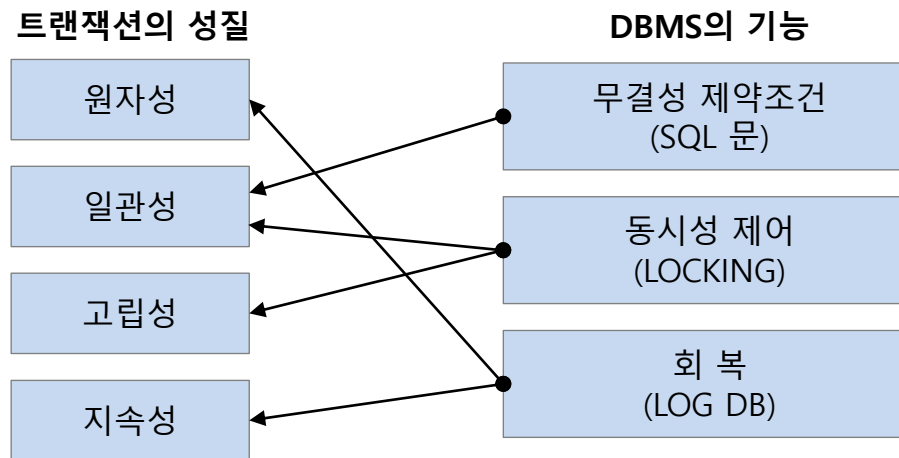 트랜잭션의 성질
DBMS의 기능
원자성
일관성
고립성
지속성
무결성 제약조건
(SQL 문)
동시성 제어
(LOCKING)
회 복
(LOG DB)